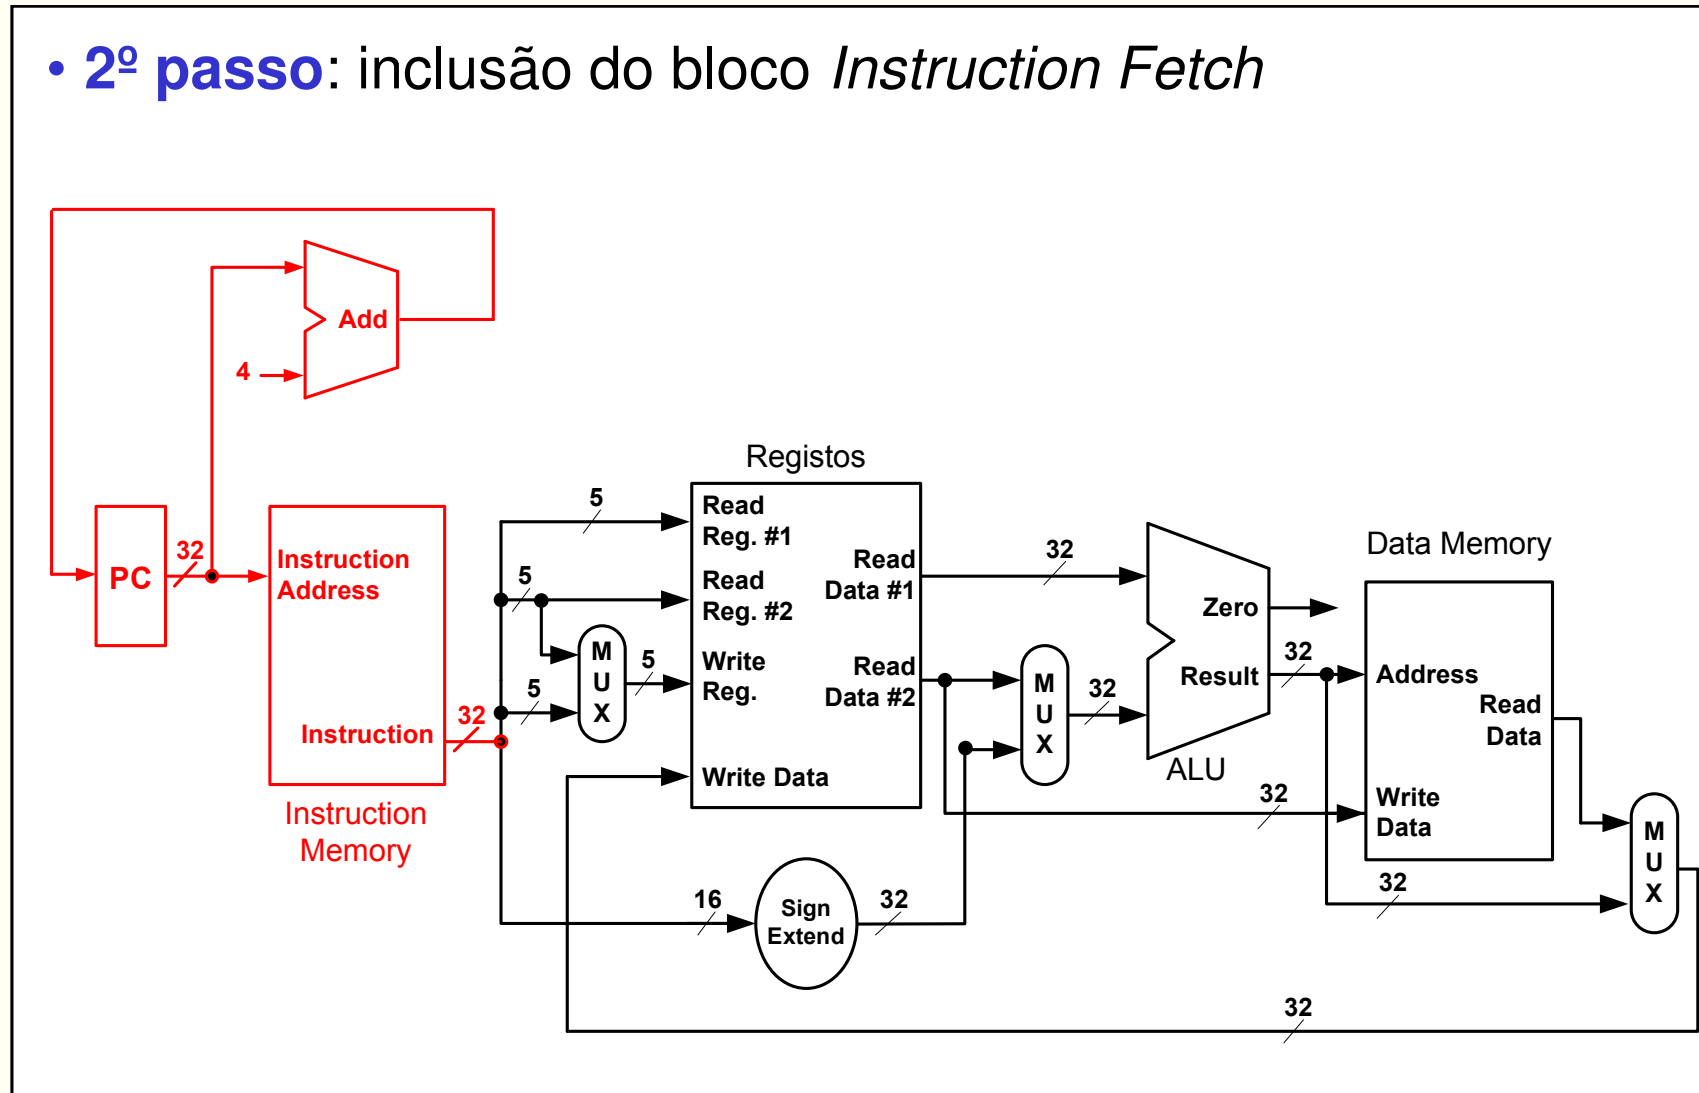 • 2º passo: inclusão do bloco Instruction Fetch
Add
4
PC
32
Instruction
Address
Instruction
32
Instruction
Memory
Registos
5
Read
Reg. #1
5
Read
Reg. #2
5
M
U
X
5
Write
Reg.
Write Data
Read
Data #1
Read
Data #2
16
Sign
Extend
32
32
M
U
X
32
Zero
Result
ALU
32
32
Data Memory
Address
Read
Data
Write
Data
32
M
U
X
32